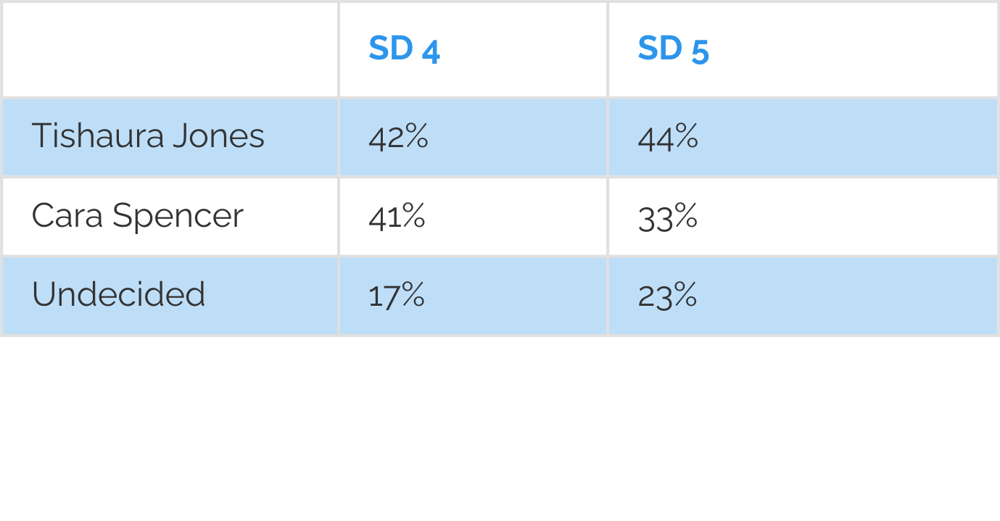 SD 4 SD 5
Tishaura Jones 42% 44%
Cara Spencer 41% 33%
Undecided 17% 23%